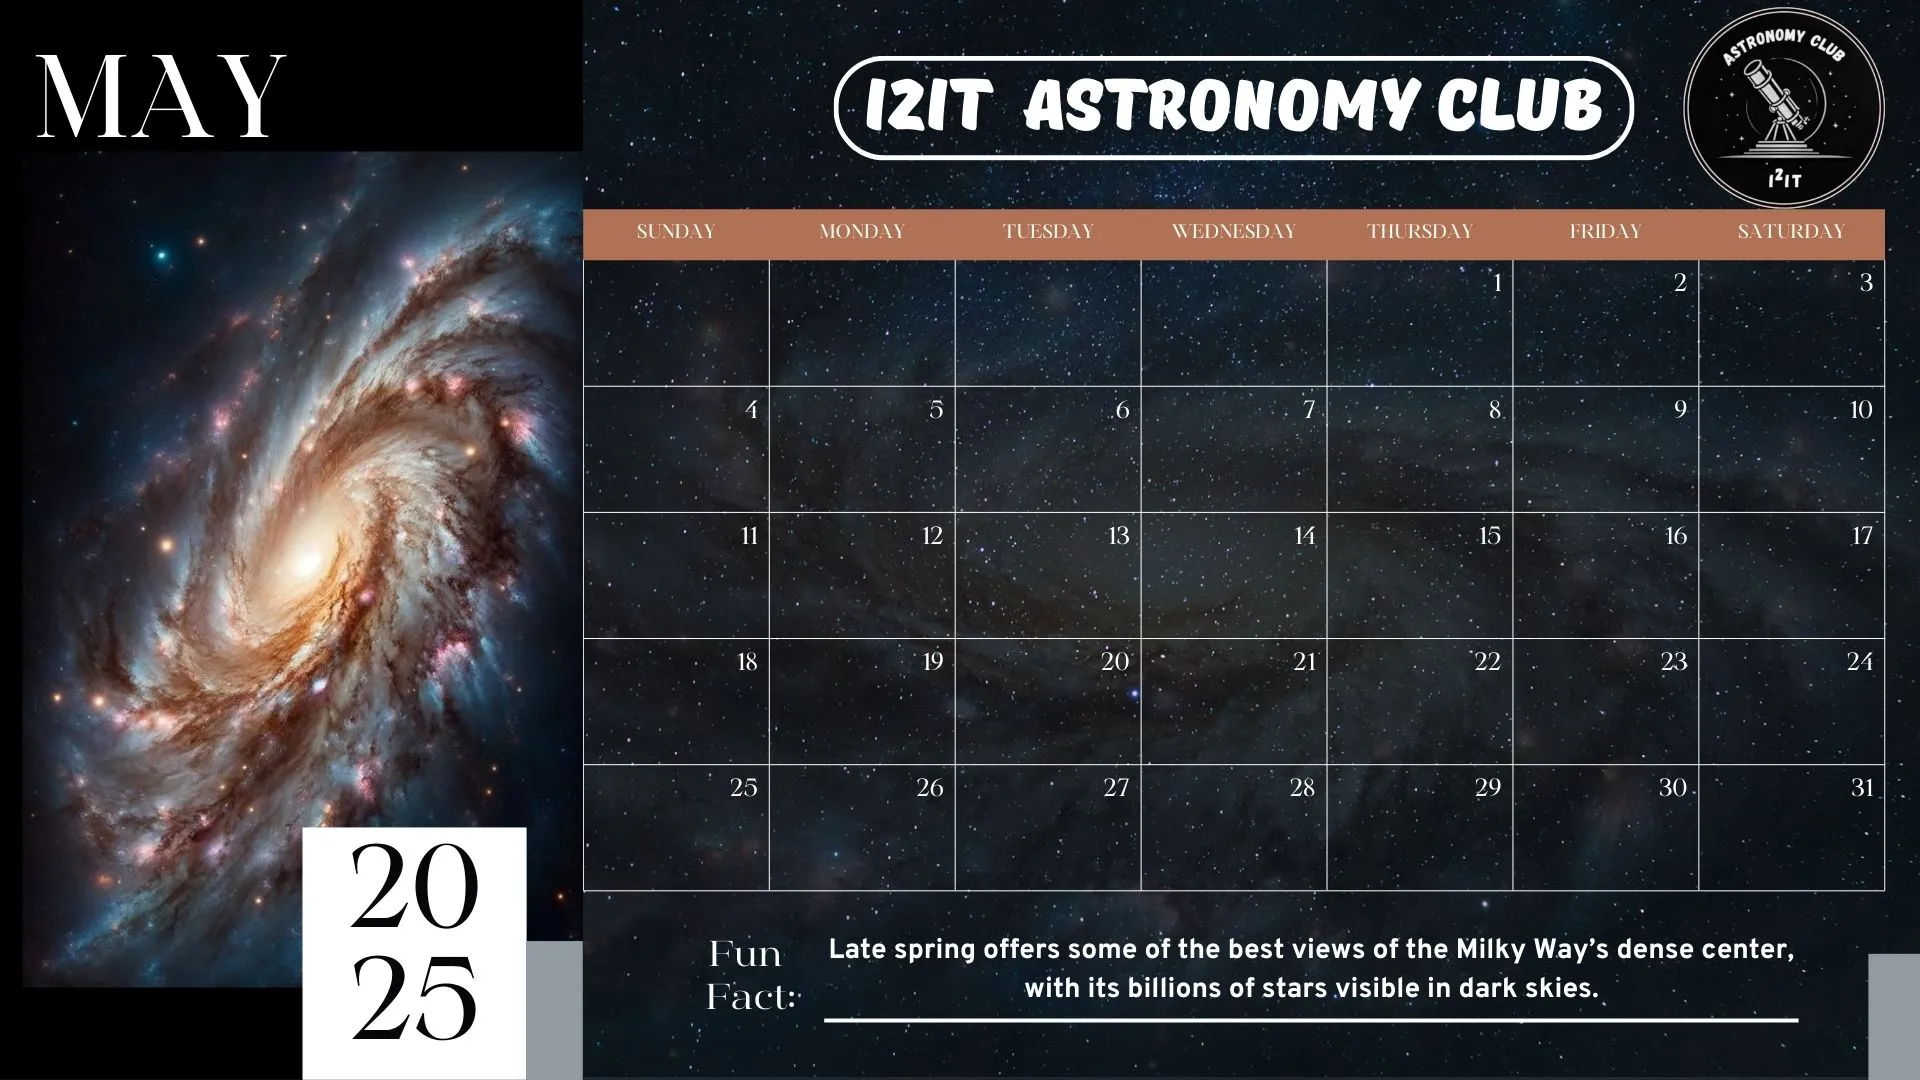 MAY
I2IT ASTRONOMY CLUB
ASTRONOMY CLUB
I²IT
SUNDAY MONDAY TUESDAY WEDNESDAY THURSDAY FRIDAY SATURDAY
1 2 3
4 5 6 7 8 9 10
11 12 13 14 15 16 17
18 19 20 21 22 23 24
25 26 27 28 29 30 31
20
25
Fun
Fact:
Late spring offers some of the best views of the Milky Way’s dense center,
with its billions of stars visible in dark skies.